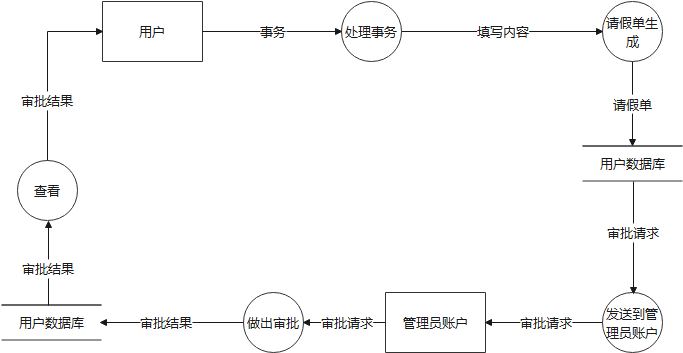 用户
事务
处理事务
填写内容
请假单生
成
审批结果
请假单
用户数据库
查看
审批请求
审批结果
用户数据库
审批结果
做出审批
审批请求
管理员账户
审批请求
发送到管
理员账户